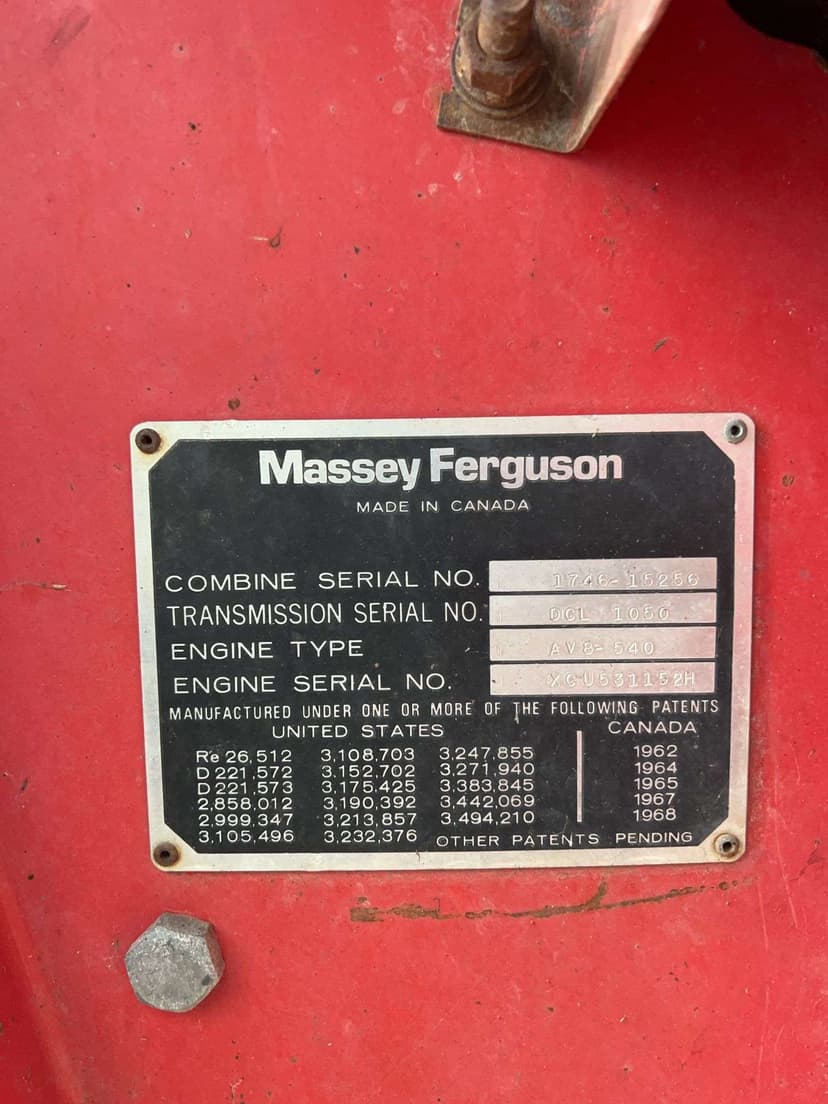 Massey Ferguson
MADE IN CANADA
COMBINE SERIAL NO. 1746-15256
TRANSMISSION SERIAL NO. DCL 1050
ENGINE TYPE AV8-540
ENGINE SERIAL NO. XCU531152H
MANUFACTURED UNDER ONE OR MORE OF THE FOLLOWING PATENTS
UNITED STATES CANADA
Re 26,512 3,108,703 3,247,855 1962
D 221,572 3,152,702 3,271,940 1964
D 221,573 3,175,425 3,383,845 1965
2,858,012 3,190,392 3,442,069 1967
2,999,347 3,213,857 3,494,210 1968
3,105,496 3,232,376 OTHER PATENTS PENDING